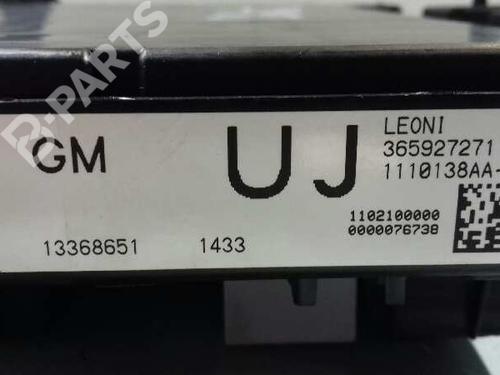 R-PARTS
GM
UJ
LEONI
365927271
1110138AA-
1102100000
0000076738
13368651
1433